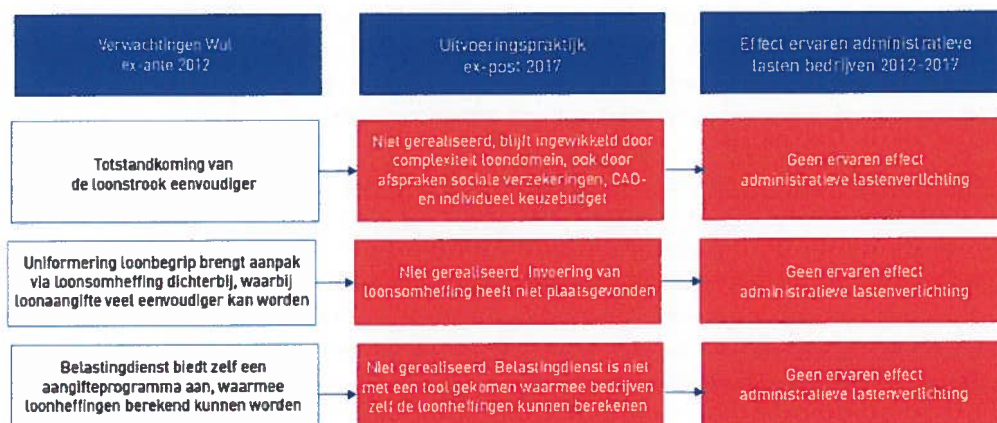 Verwachtingen Wul
ex-ante 2012
Uitvoeringspraktijk
ex-post 2017
Effect ervaren administratieve
lasten bedrijven 2012-2017
Totstandkoming van
de loonstrook eenvoudiger
Niet gerealiseerd, blijft ingewikkeld door
complexiteit loondomein, ook door
afspraken sociale verzekeringen, CAO-
en individueel keuzebudget
Geen ervaren effect
administratieve lastenverlichting
Uniformering loonbegrip brengt aanpak
via loonsomheffing dichterbij, waarbij
loonaangifte veel eenvoudiger kan worden
Niet gerealiseerd. Invoering van
loonsomheffing heeft niet plaatsgevonden
Geen ervaren effect
administratieve lastenverlichting
Belastingdienst biedt zelf een
aangifteprogramma aan, waarmee
loonheffingen berekend kunnen worden
Niet gerealiseerd. Belastingdienst is niet
met een tool gekomen waarmee bedrijven
zelf de loonheffingen kunnen berekenen
Geen ervaren effect
administratieve lastenverlichting